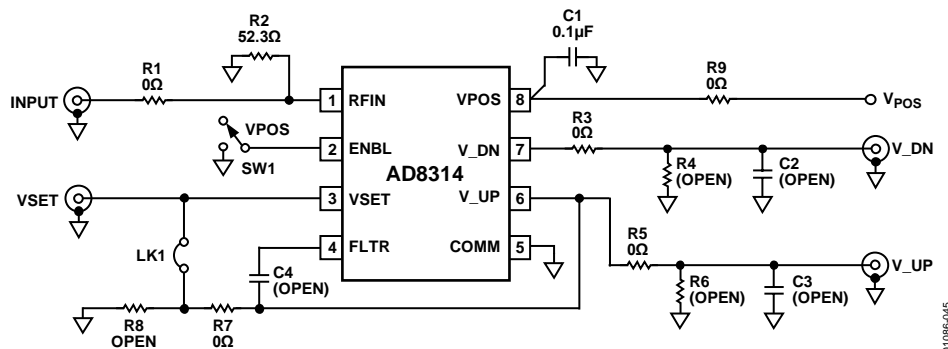 R2
52.3Ω
C1
0.1µF
R1
0Ω
R9
0Ω
INPUT
1
RFIN
VPOS
8
V_POS
R3
0Ω
VPOS
SW1
2
ENBL
V_DN
7
V_DN
R4
(OPEN)
C2
(OPEN)
AD8314
VSET
3
VSET
V_UP
6
R5
0Ω
LK1
4
FLTR
COMM
5
V_UP
C4
(OPEN)
R6
(OPEN)
C3
(OPEN)
R8
OPEN
R7
0Ω
01086-045